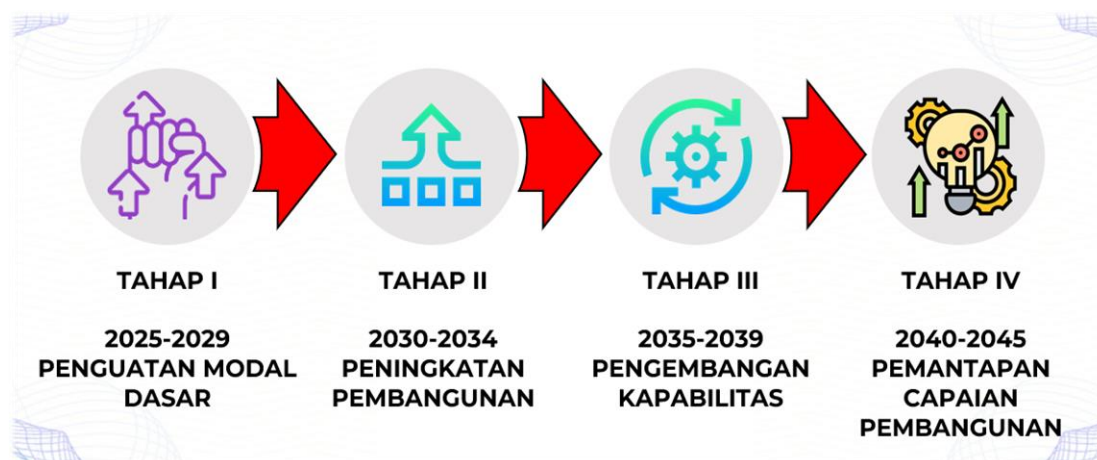 TAHAP I
2025-2029
PENGUATAN MODAL
DASAR
TAHAP II
2030-2034
PENINGKATAN
PEMBANGUNAN
TAHAP III
2035-2039
PENGEMBANGAN
KAPABILITAS
TAHAP IV
2040-2045
PEMANTAPAN
CAPAIAN
PEMBANGUNAN